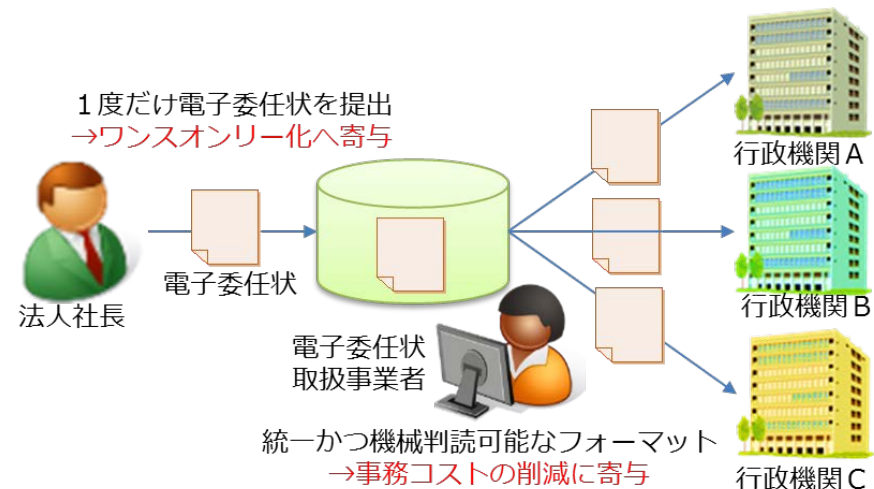 １度だけ電子委任状を提出
→ワンスオンリー化へ寄与
電子委任状
法人社長
電子委任状
取扱事業者
統一かつ機械判読可能なフォーマット
→事務コストの削減に寄与
行政機関Ａ
行政機関Ｂ
行政機関Ｃ